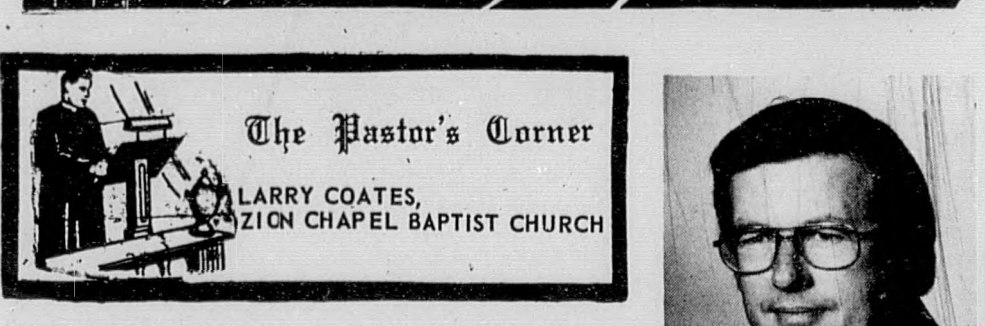 The Pastor's Corner
LARRY COATES,
ZION CHAPEL BAPTIST CHURCH